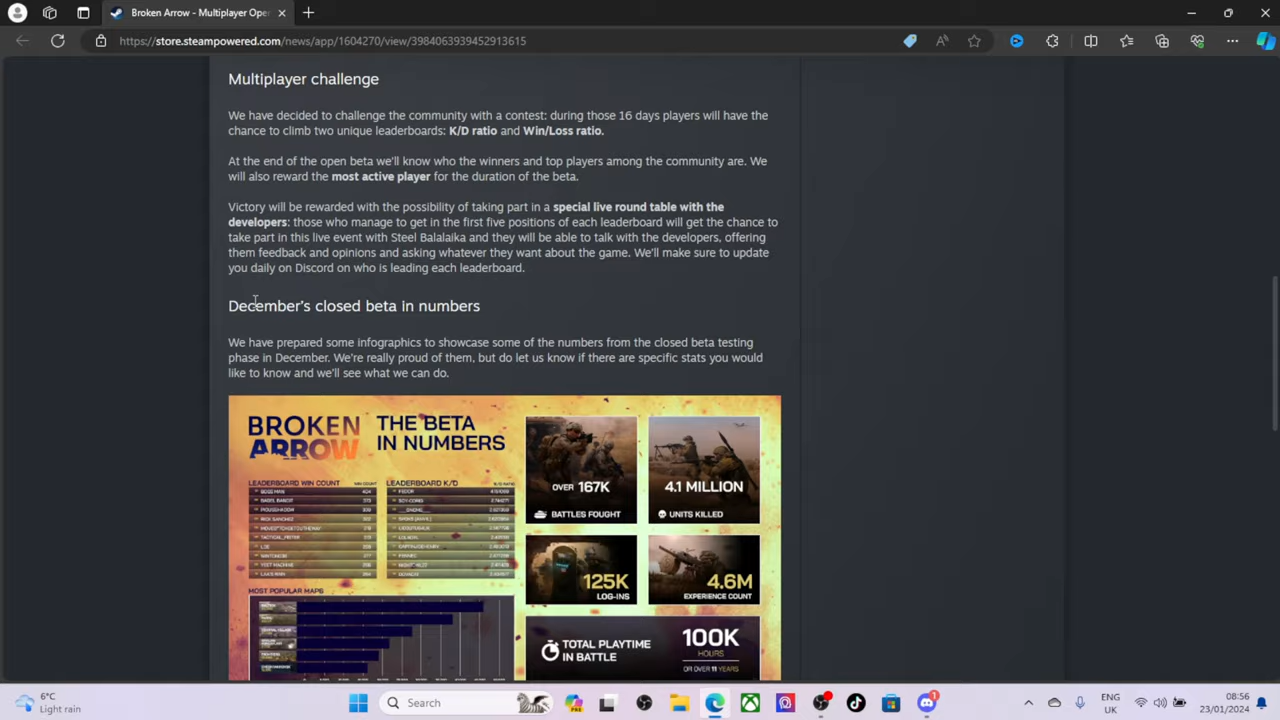 Broken Arrow - Multiplayer Oper
https://store.steampowered.com/news/app/1604270/view/3984063939452913615
Multiplayer challenge
We have decided to challenge the community with a contest: during those 16 days players will have the
chance to climb two unique leaderboards: K/D ratio and Win/Loss ratio.
At the end of the open beta we'll know who the winners and top players among the community are. We
will also reward the most active player for the duration of the beta.
Victory will be rewarded with the possibility of taking part in a special live round table with the
developers: those who manage to get in the first five positions of each leaderboard will get the chance to
take part in this live event with Steel Balalaika and they will be able to talk with the developers, offering
them feedback and opinions and asking whatever they want about the game. We'll make sure to update
you daily on Discord on who is leading each leaderboard.
December's closed beta in numbers
We have prepared some infographics to showcase some of the numbers from the closed beta testing
phase in December. We're really proud of them, but do let us know if there are specific stats you would
like to know and we'll see what we can do.
BROKEN
ARROW
THE BETA
IN NUMBERS
LEADERBOARD WIN COUNT
WIN COUNT
LEADERBOARD K/D
OVER 167K
BATTLES FOUGHT
4.1 MILLION
UNITS KILLED
125K
LOG-INS
4.6M
EXPERIENCE COUNT
MOST POPULAR MAPS
TOTAL PLAYTIME
IN BATTLE
100K
HOURS
OR OVER 11 YEARS
6°C
Light rain
Search
ENG
UK
08:56
23/01/2024